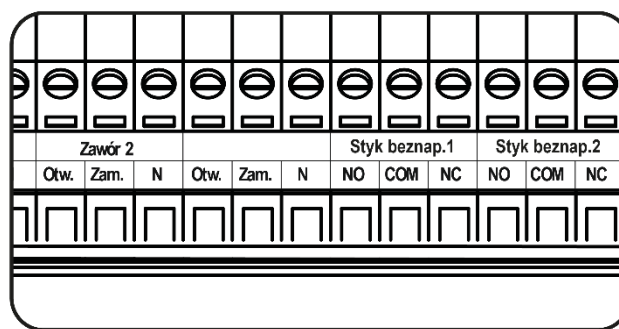 Zawór 2 Styk beznap.1 Styk beznap.2
Otw. Zam. N Otw. Zam. N NO COM NC NO COM NC